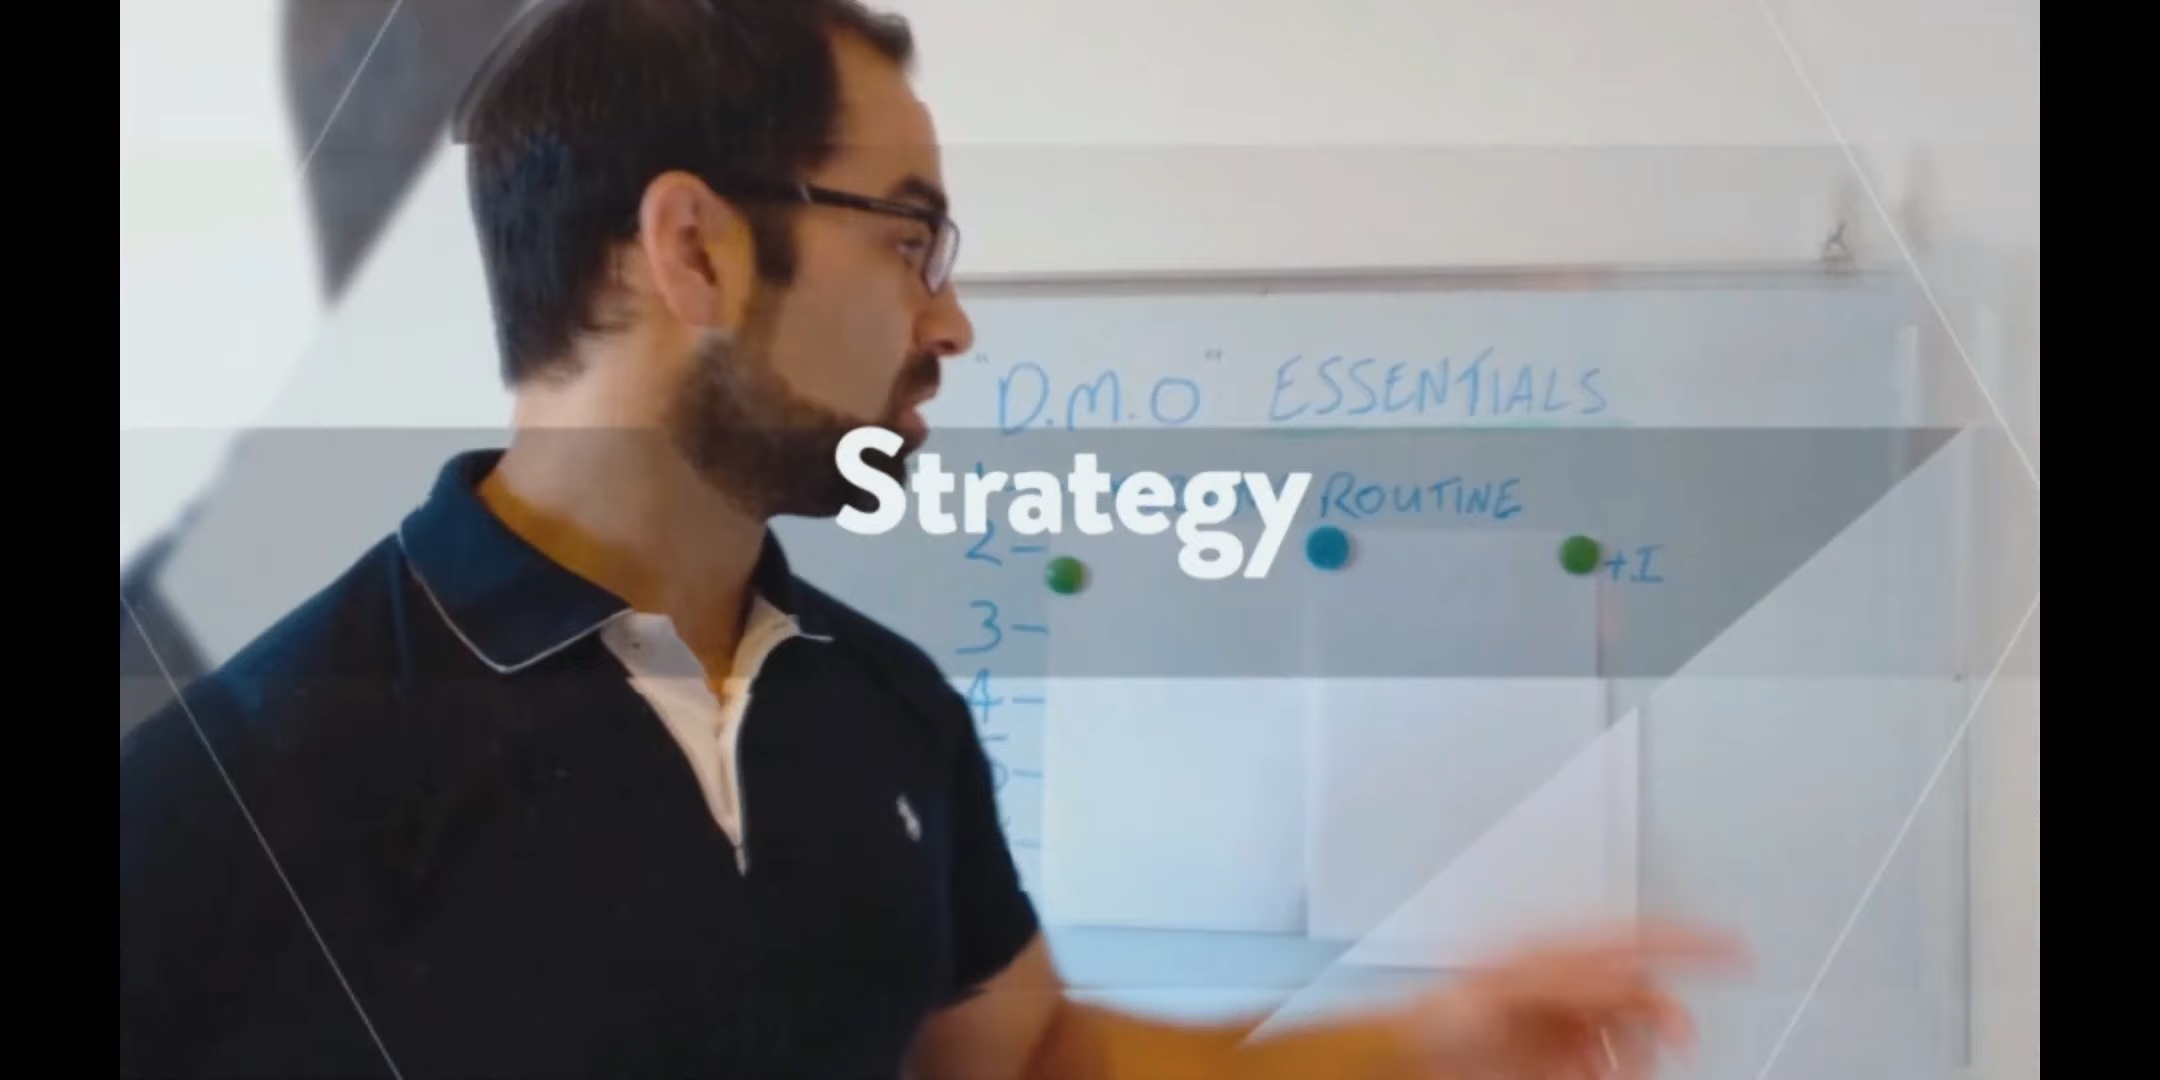 "D.M.O" ESSENTIALS
Strategy
ROUTINE
2-
+I
3-
4-